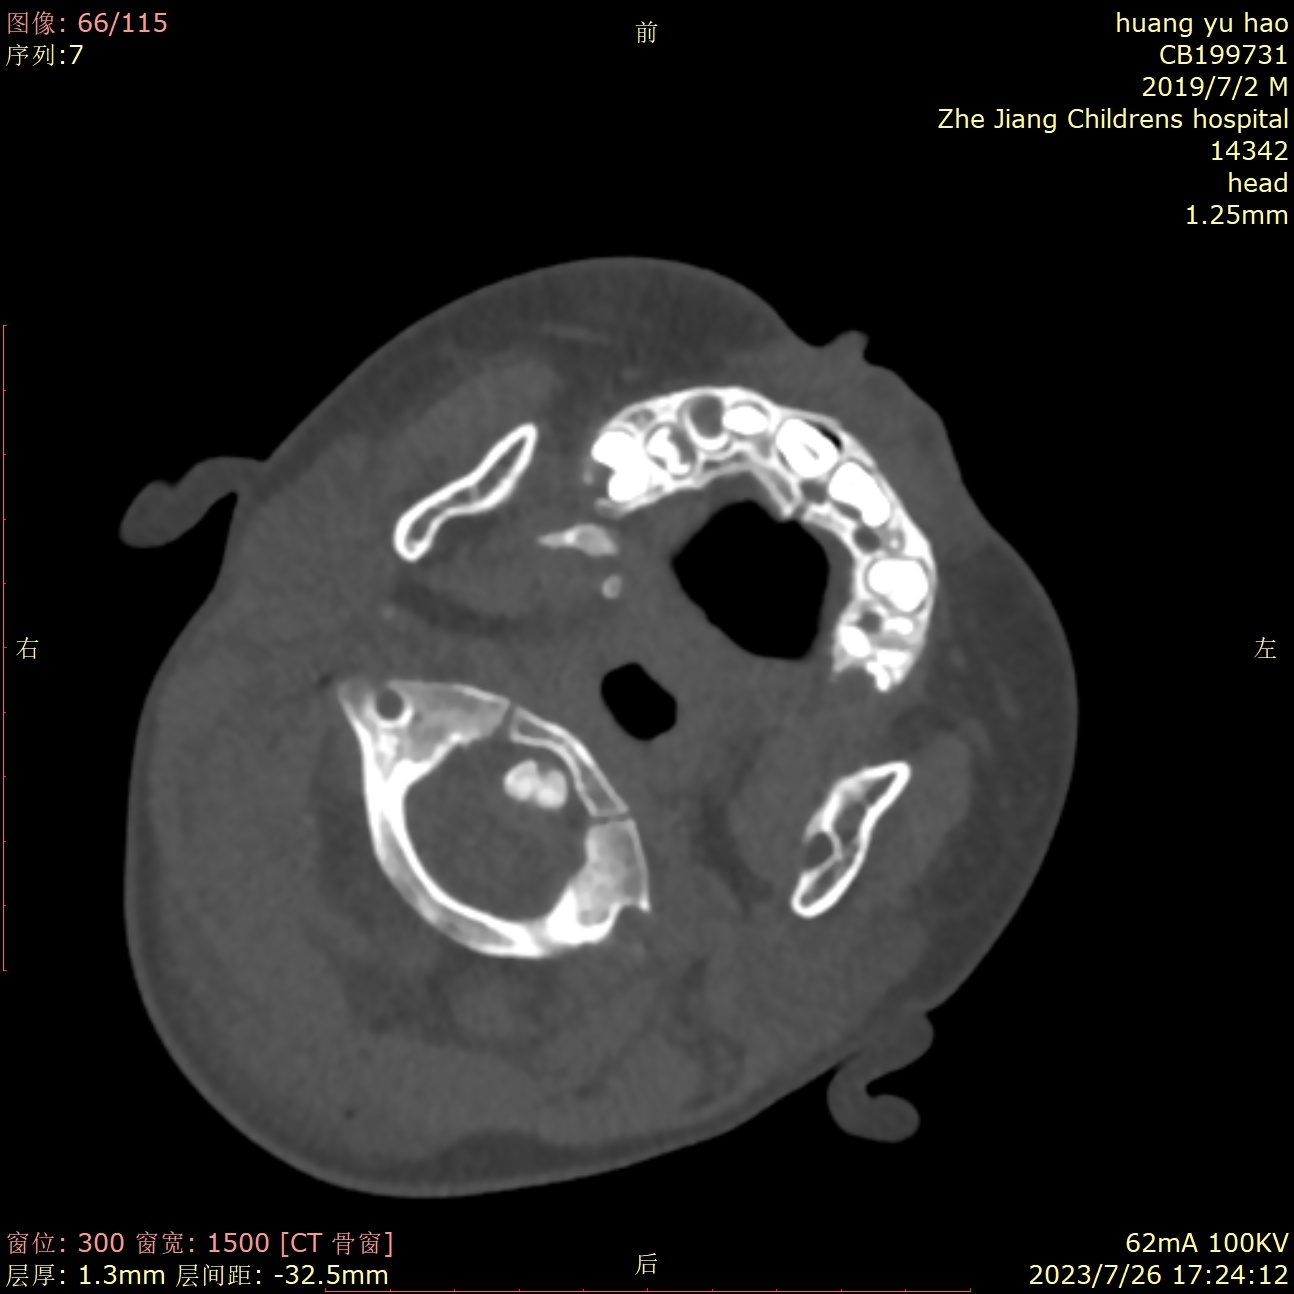 图像: 66/115
序列:7
前
huang yu hao
CB199731
2019/7/2 M
Zhe Jiang Childrens hospital
14342
head
1.25mm
右
左
窗位: 300 窗宽: 1500 [CT 骨窗]
层厚: 1.3mm 层间距: -32.5mm
后
62mA 100KV
2023/7/26 17:24:12